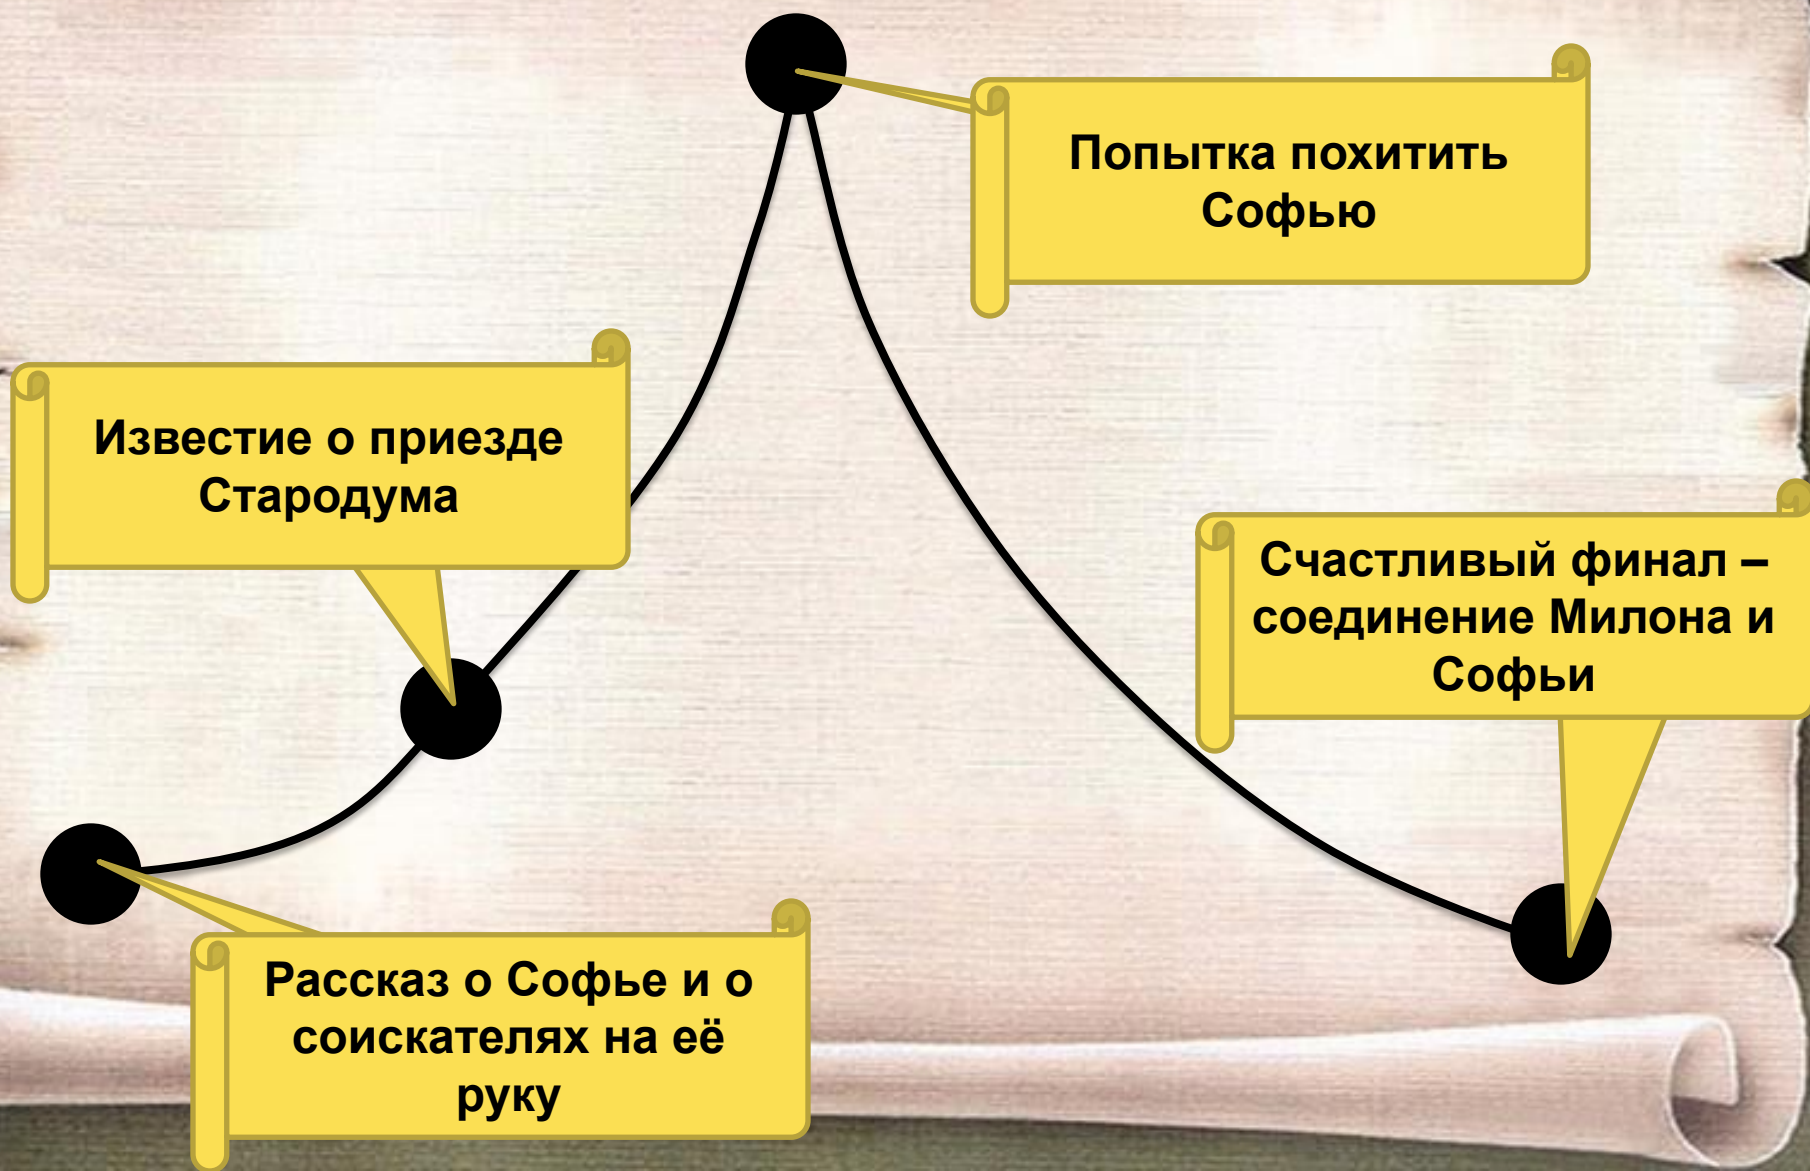 Попытка похитить
Софью
Известие о приезде
Стародума
Счастливый финал –
соединение Милона и
Софьи
Рассказ о Софье и о
соискателях на её
руку